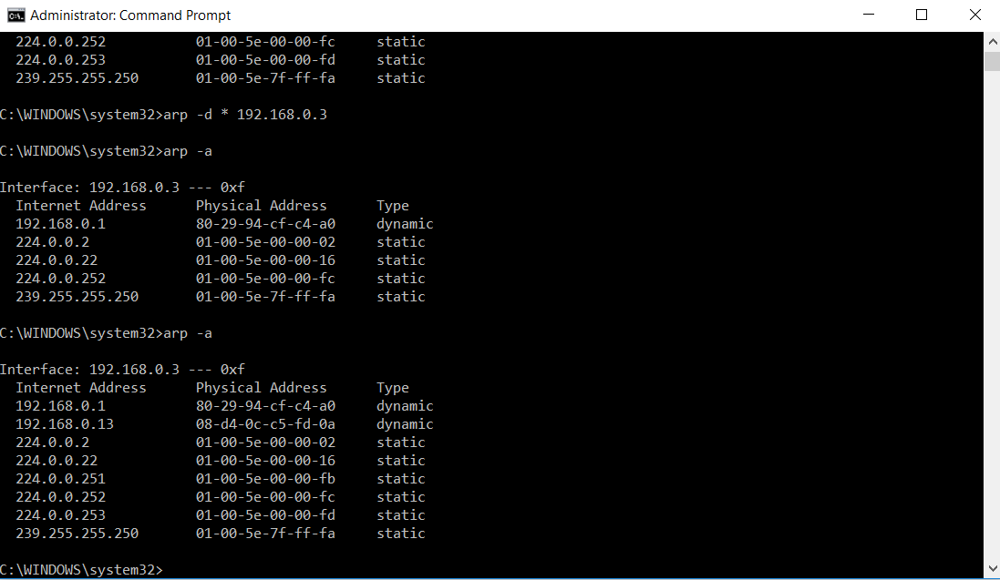 Administrator: Command Prompt
224.0.0.252 01-00-5e-00-00-fc static
224.0.0.253 01-00-5e-00-00-fd static
239.255.255.250 01-00-5e-7f-ff-fa static
C:\WINDOWS\system32>arp -d * 192.168.0.3
C:\WINDOWS\system32>arp -a
Interface: 192.168.0.3 --- 0xf
Internet Address Physical Address Type
192.168.0.1 80-29-94-cf-c4-a0 dynamic
224.0.0.2 01-00-5e-00-00-02 static
224.0.0.22 01-00-5e-00-00-16 static
224.0.0.252 01-00-5e-00-00-fc static
239.255.255.250 01-00-5e-7f-ff-fa static
C:\WINDOWS\system32>arp -a
Interface: 192.168.0.3 --- 0xf
Internet Address Physical Address Type
192.168.0.1 80-29-94-cf-c4-a0 dynamic
192.168.0.13 08-d4-0c-c5-fd-0a dynamic
224.0.0.2 01-00-5e-00-00-02 static
224.0.0.22 01-00-5e-00-00-16 static
224.0.0.251 01-00-5e-00-00-fb static
224.0.0.252 01-00-5e-00-00-fc static
224.0.0.253 01-00-5e-00-00-fd static
239.255.255.250 01-00-5e-7f-ff-fa static
C:\WINDOWS\system32>